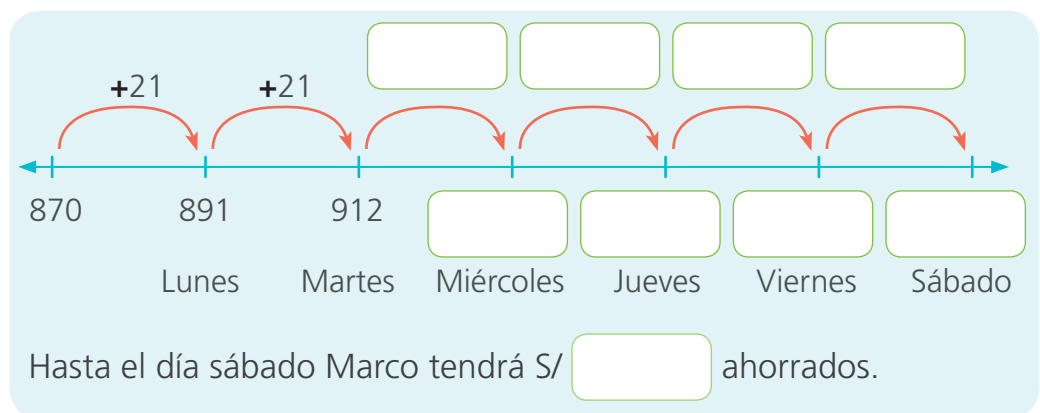 +21 +21
870 891 912
Lunes Martes Miércoles Jueves Viernes Sábado
Hasta el día sábado Marco tendrá S/ ahorrados.